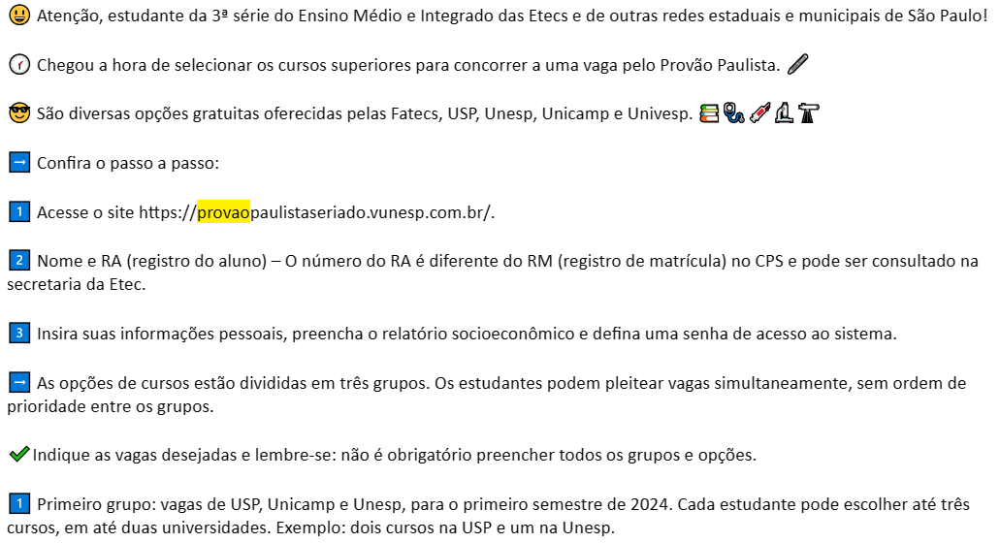 😃 Atenção, estudante da 3ª série do Ensino Médio e Integrado das Etecs e de outras redes estaduais e municipais de São Paulo!
🕐 Chegou a hora de selecionar os cursos superiores para concorrer a uma vaga pelo Provão Paulista. 🖊
😎 São diversas opções gratuitas oferecidas pelas Fatecs, USP, Unesp, Unicamp e Univesp. 📚🩺💉🔬🔭
➡ Confira o passo a passo:
1️⃣ Acesse o site https://provaopaulistaseriado.vunesp.com.br/.
2️⃣ Nome e RA (registro do aluno) – O número do RA é diferente do RM (registro de matrícula) no CPS e pode ser consultado na
secretaria da Etec.
3️⃣ Insira suas informações pessoais, preencha o relatório socioeconômico e defina uma senha de acesso ao sistema.
➡ As opções de cursos estão divididas em três grupos. Os estudantes podem pleitear vagas simultaneamente, sem ordem de
prioridade entre os grupos.
✔Indique as vagas desejadas e lembre-se: não é obrigatório preencher todos os grupos e opções.
1️⃣ Primeiro grupo: vagas de USP, Unicamp e Unesp, para o primeiro semestre de 2024. Cada estudante pode escolher até três
cursos, em até duas universidades. Exemplo: dois cursos na USP e um na Unesp.